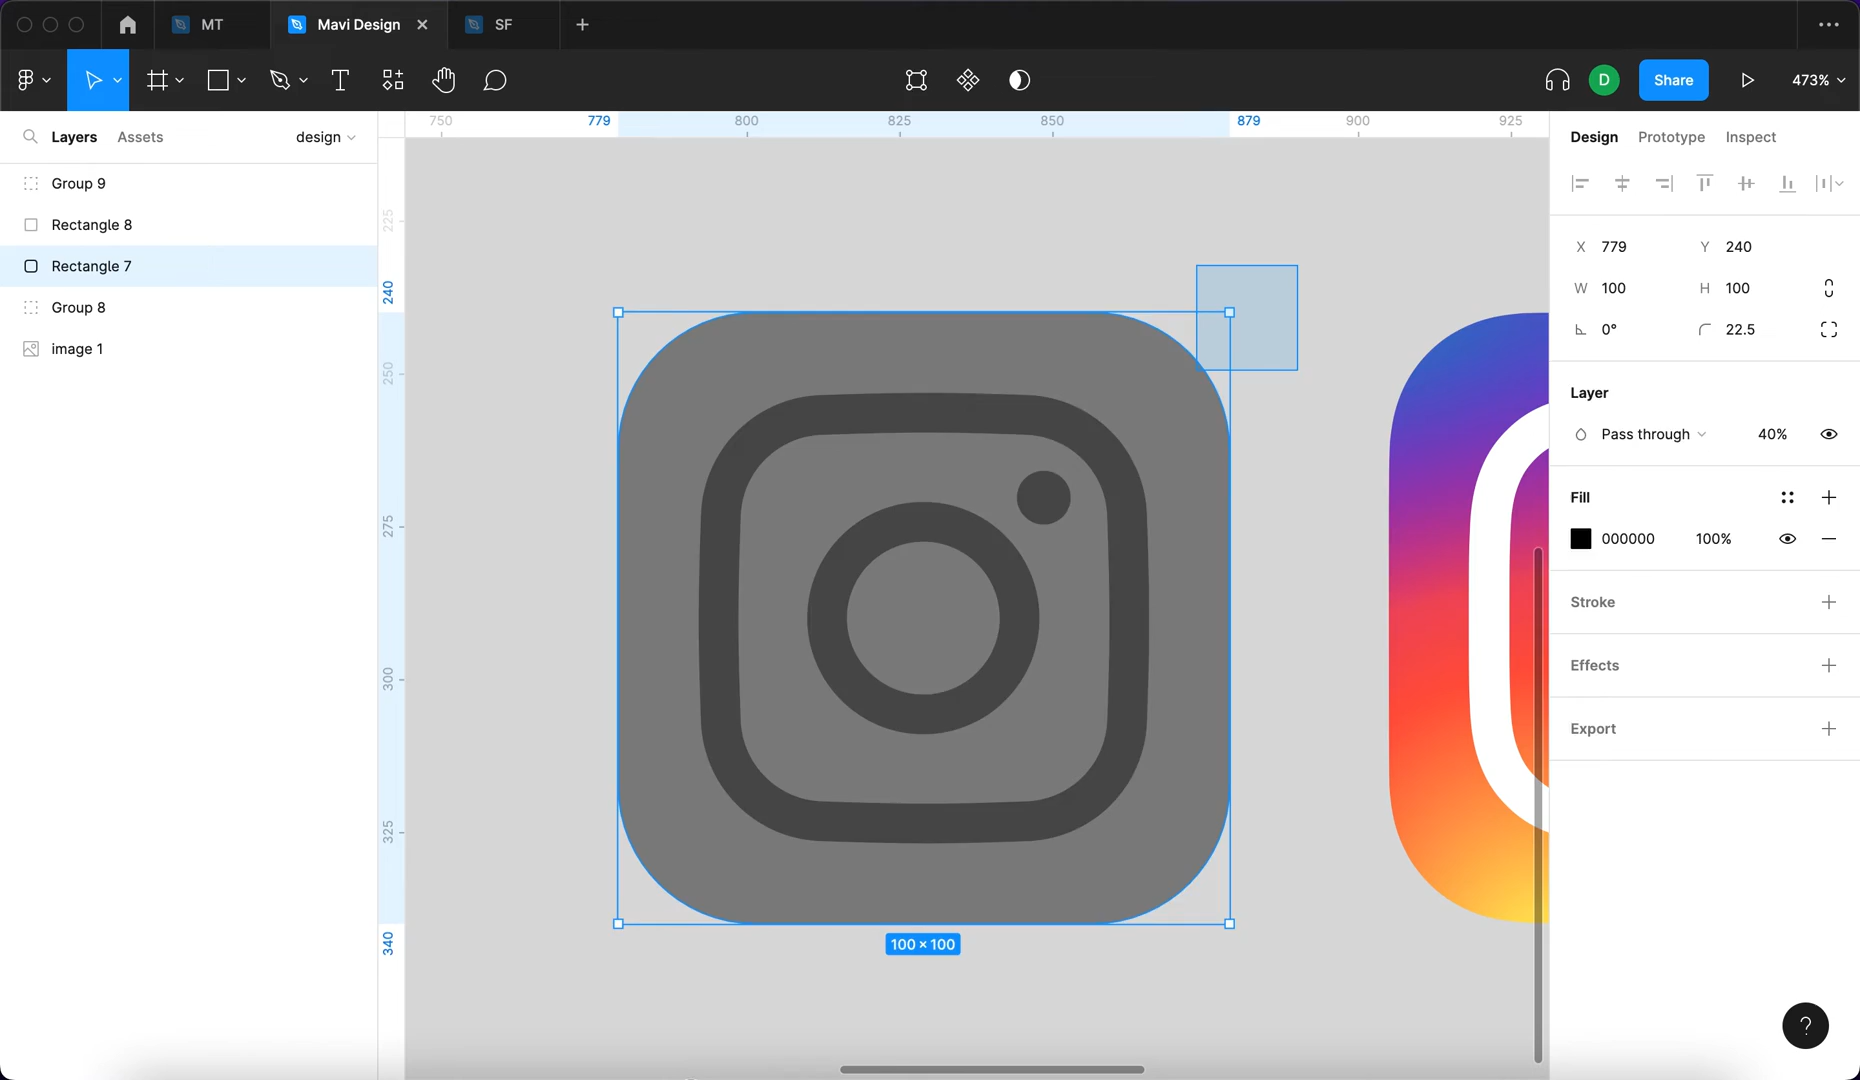 MT
Mavi Design
SF
Share
473%
D
Layers
Assets
design
Group 9
Rectangle 8
Rectangle 7
Group 8
image 1
750
779
800
825
850
879
900
925
225
240
250
275
300
325
340
100 × 100
Design
Prototype
Inspect
X 779
Y 240
W 100
H 100
0°
22.5
Layer
Pass through
40%
Fill
000000
100%
Stroke
Effects
Export
?